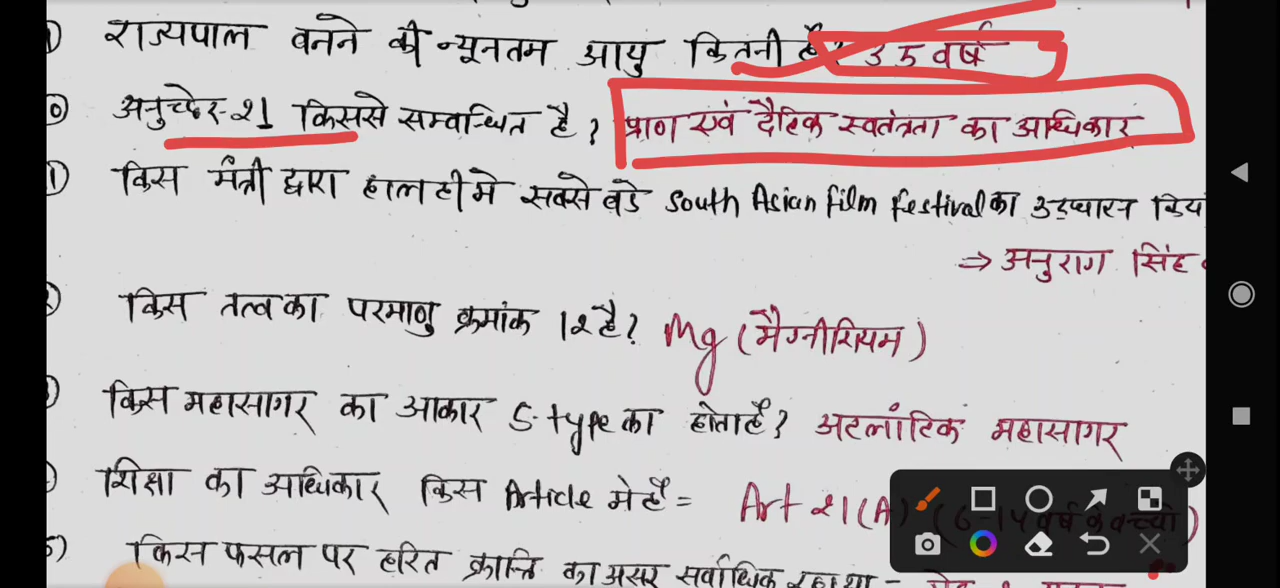 राज्यपाल बनने की न्यूनतम आयु कितनी है? 35 वर्ष
अनुच्छेद-21 किससे सम्बन्धित है? प्राण एवं दैहिक स्वतंत्रता का अधिकार
किस मंत्री द्वारा हाल ही मे सबसे बडे South Asian film festival का उद्घाटन किया
⇒ अनुराग सिंह
किस तत्व का परमाणु क्रमांक 12 है? Mg (मैग्नीशियम)
किस महासागर का आकार S-type का होता है? अटलांटिक महासागर
शिक्षा का अधिकार किस Article मे है = Art 21(A) (6-14 वर्ष के बच्चो)
किस फसल पर हरित क्रान्ति का असर सर्वाधिक रहा था -